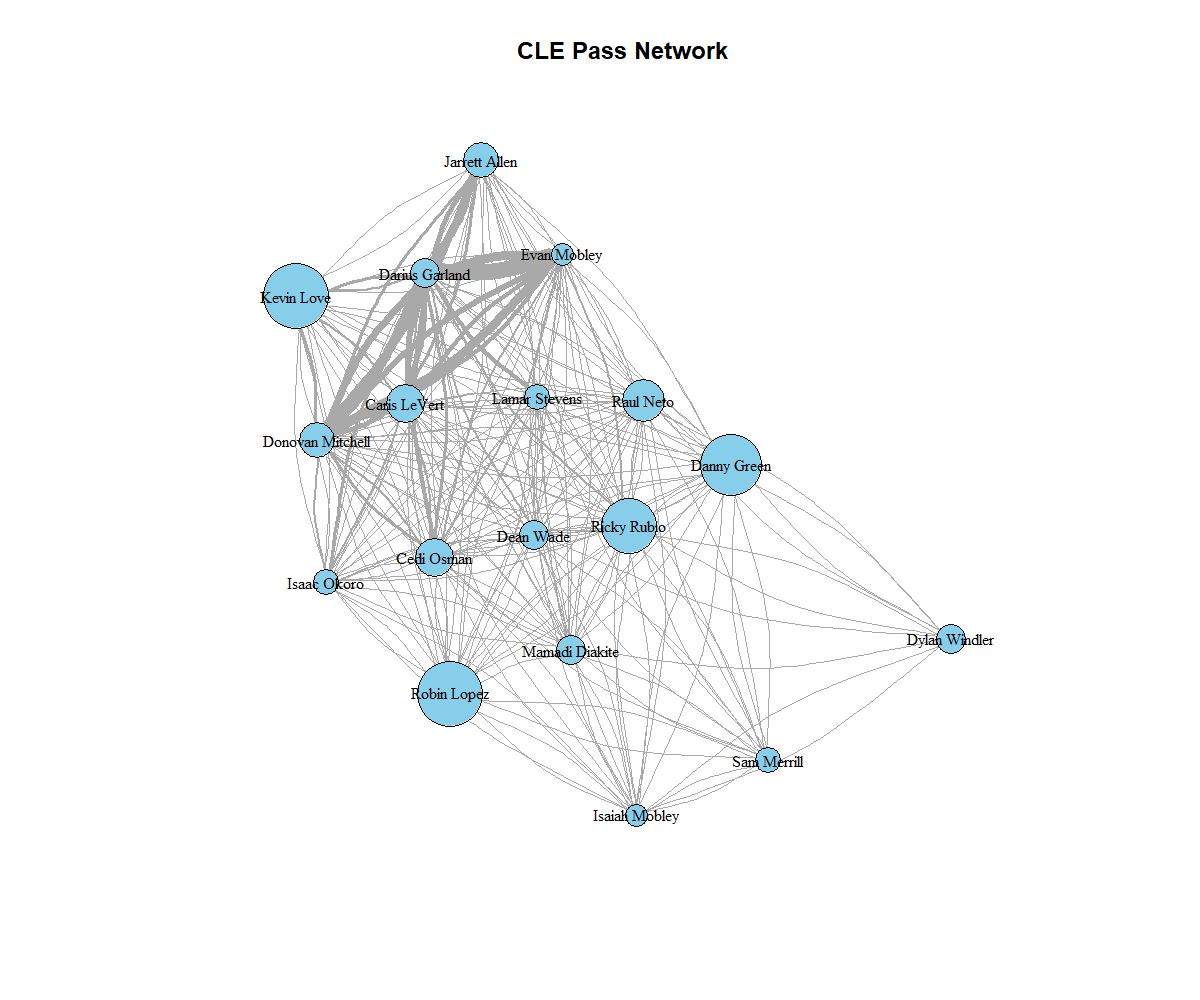 CLE Pass Network
Jarrett Allen
Evan Mobley
Darius Garland
Kevin Love
Lamar Stevens
Raul Neto
Caris LeVert
Donovan Mitchell
Danny Green
Ricky Rubio
Dean Wade
Cedi Osman
Isaac Okoro
Dylan Windler
Mamadi Diakite
Robin Lopez
Sam Merrill
Isaiah Mobley